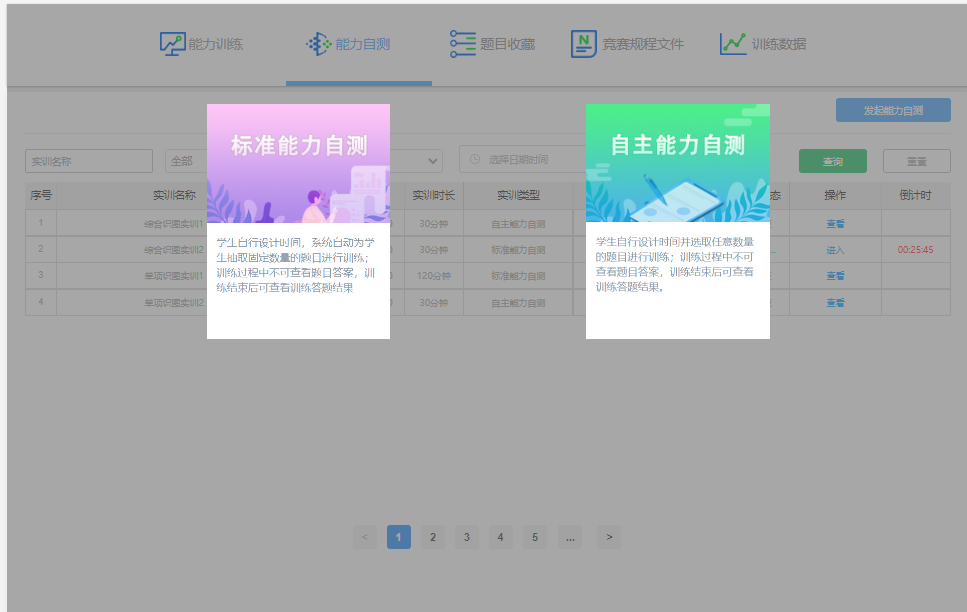 能力训练 能力自测 题目收藏 竞赛规程文件 训练数据
发起能力自测
标准能力自测
自主能力自测
实训名称 全部 选择日期时间 查询 重置
序号 实训名称 实训时长 实训类型 态 操作 倒计时
1 综合识图实训1 30分钟 自主能力自测 查看
2 综合识图实训2 30分钟 标准能力自测 进入 00:25:45
3 单项识图实训1 120分钟 标准能力自测 查看
4 单项识图实训2 30分钟 自主能力自测 查看
学生自行设计时间，系统自动为学
生抽取固定数量的题目进行训练；
训练过程中不可查看题目答案，训
练结束后可查看训练答题结果
学生自行设计时间并选取任意数量
的题目进行训练；训练过程中不可
查看题目答案，训练结束后可查看
训练答题结果。
< 1 2 3 4 5 ... >